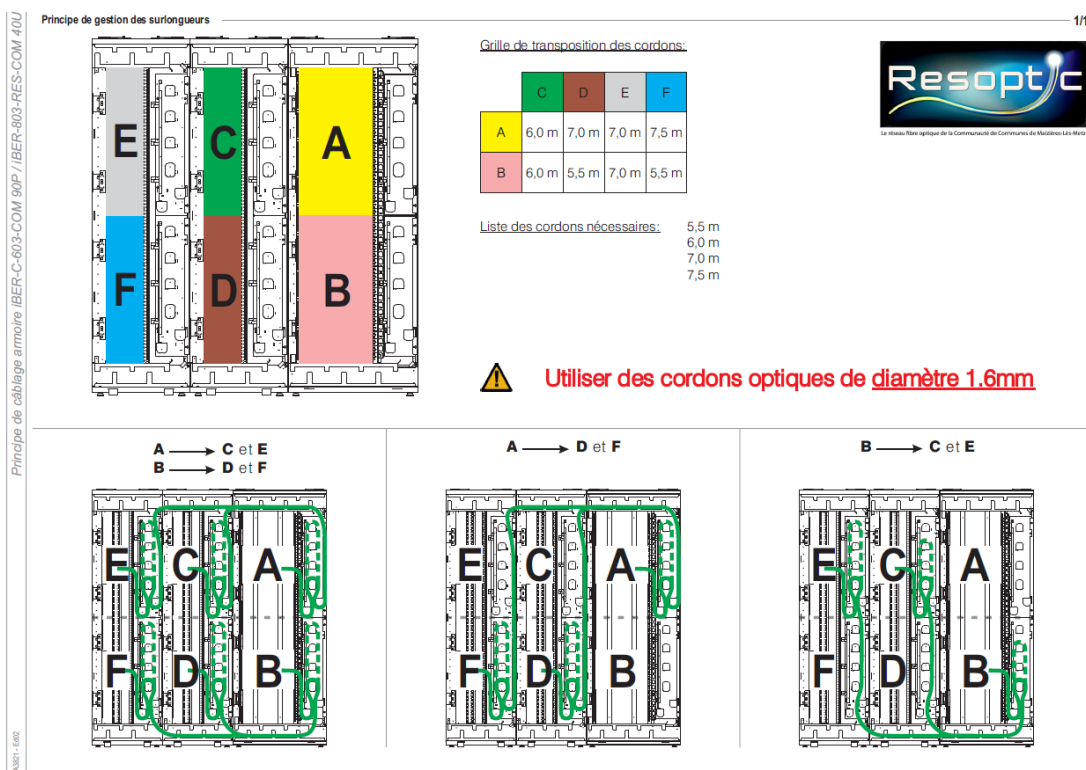 Principe de gestion des surlongueurs
1/1
Principe de câblage armoire iBER-C-603-COM 90P / iBER-803-RES-COM 40U
E C A
F D B
Grille de transposition des cordons:
C D E F
A 6,0 m 7,0 m 7,0 m 7,5 m
B 6,0 m 5,5 m 7,0 m 5,5 m
Liste des cordons nécessaires: 5,5 m
6,0 m
7,0 m
7,5 m
Resoptic
Le réseau fibre optique de la Communauté de Communes de Maizières-Lès-Metz
Utiliser des cordons optiques de diamètre 1.6mm
A C et E
B D et F
E C A
F D B
A D et F
E C A
F D B
B C et E
E C A
F D B